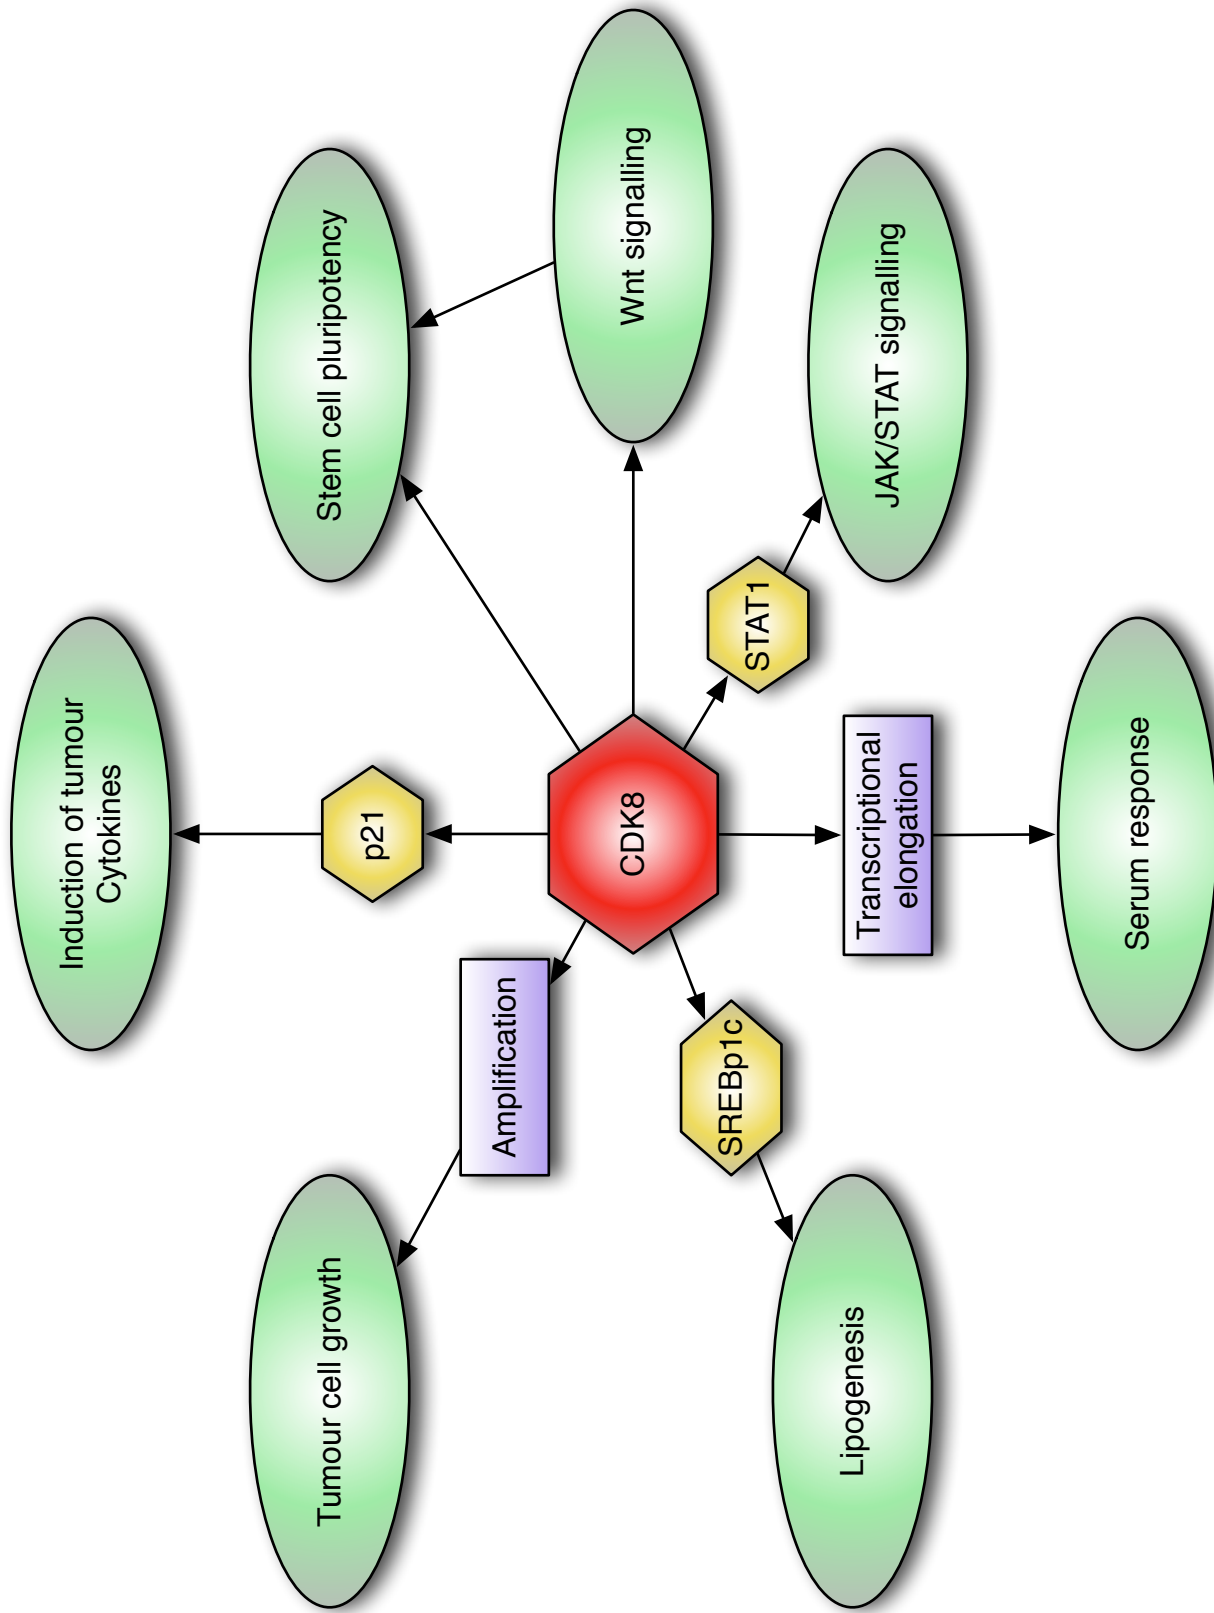 Induction of tumour
Cytokines
Stem cell pluripotency
Wnt signalling
p21
Tumour cell growth
Amplification
CDK8
STAT1
JAK/STAT signalling
SREBp1c
Lipogenesis
Transcriptional
elongation
Serum response